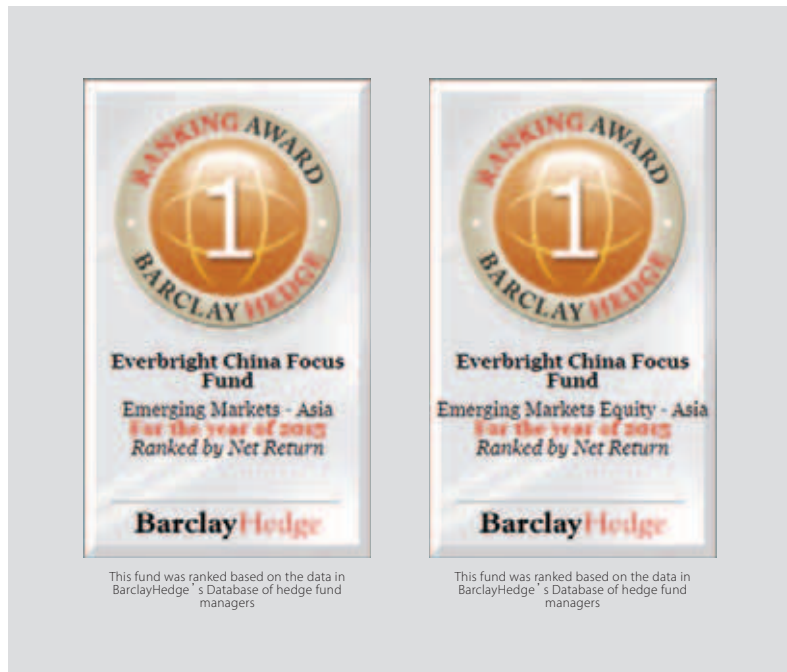 RANKING AWARD
1
BARCLAY HEDGE
Everbright China Focus
Fund
Emerging Markets - Asia
For the year of 2015
Ranked by Net Return
BarclayHedge
This fund was ranked based on the data in
BarclayHedge's Database of hedge fund
managers
RANKING AWARD
1
BARCLAY HEDGE
Everbright China Focus
Fund
Emerging Markets Equity - Asia
For the year of 2015
Ranked by Net Return
BarclayHedge
This fund was ranked based on the data in
BarclayHedge's Database of hedge fund
managers